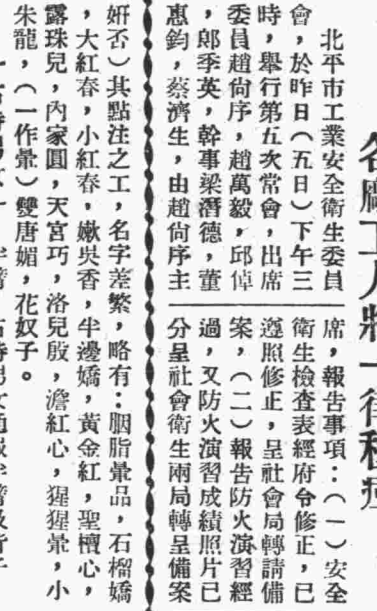 各廠工人將一律種
北平市工業安全衛生委員
會，於昨日（五日）下午三
時，舉行第五次常會，出席
委員趙尙序，趙萬毅，邱倬
，郎季英，幹事梁潛德，董
惠鈞，蔡濟生，由趙尙序主
席，報告事項：（一）安全
衛生檢查表經府令修正，已
遵照修正，呈社會局轉請備
案，（二）報告防火演習經
過，又防火演習成績照片已
分呈社會衛生兩局轉呈備案
妍否）其點注之工，名字差繁，略有：胭脂暈品，石榴嬌
，大紅春，小紅春，嫩吳香，半邊嬌，黃金紅，聖檀心，
露珠兒，內家圓，天宮巧，洛兒殷，澹紅心，猩猩暈，小
朱龍，（一作暈）雙唐媚，花奴子。